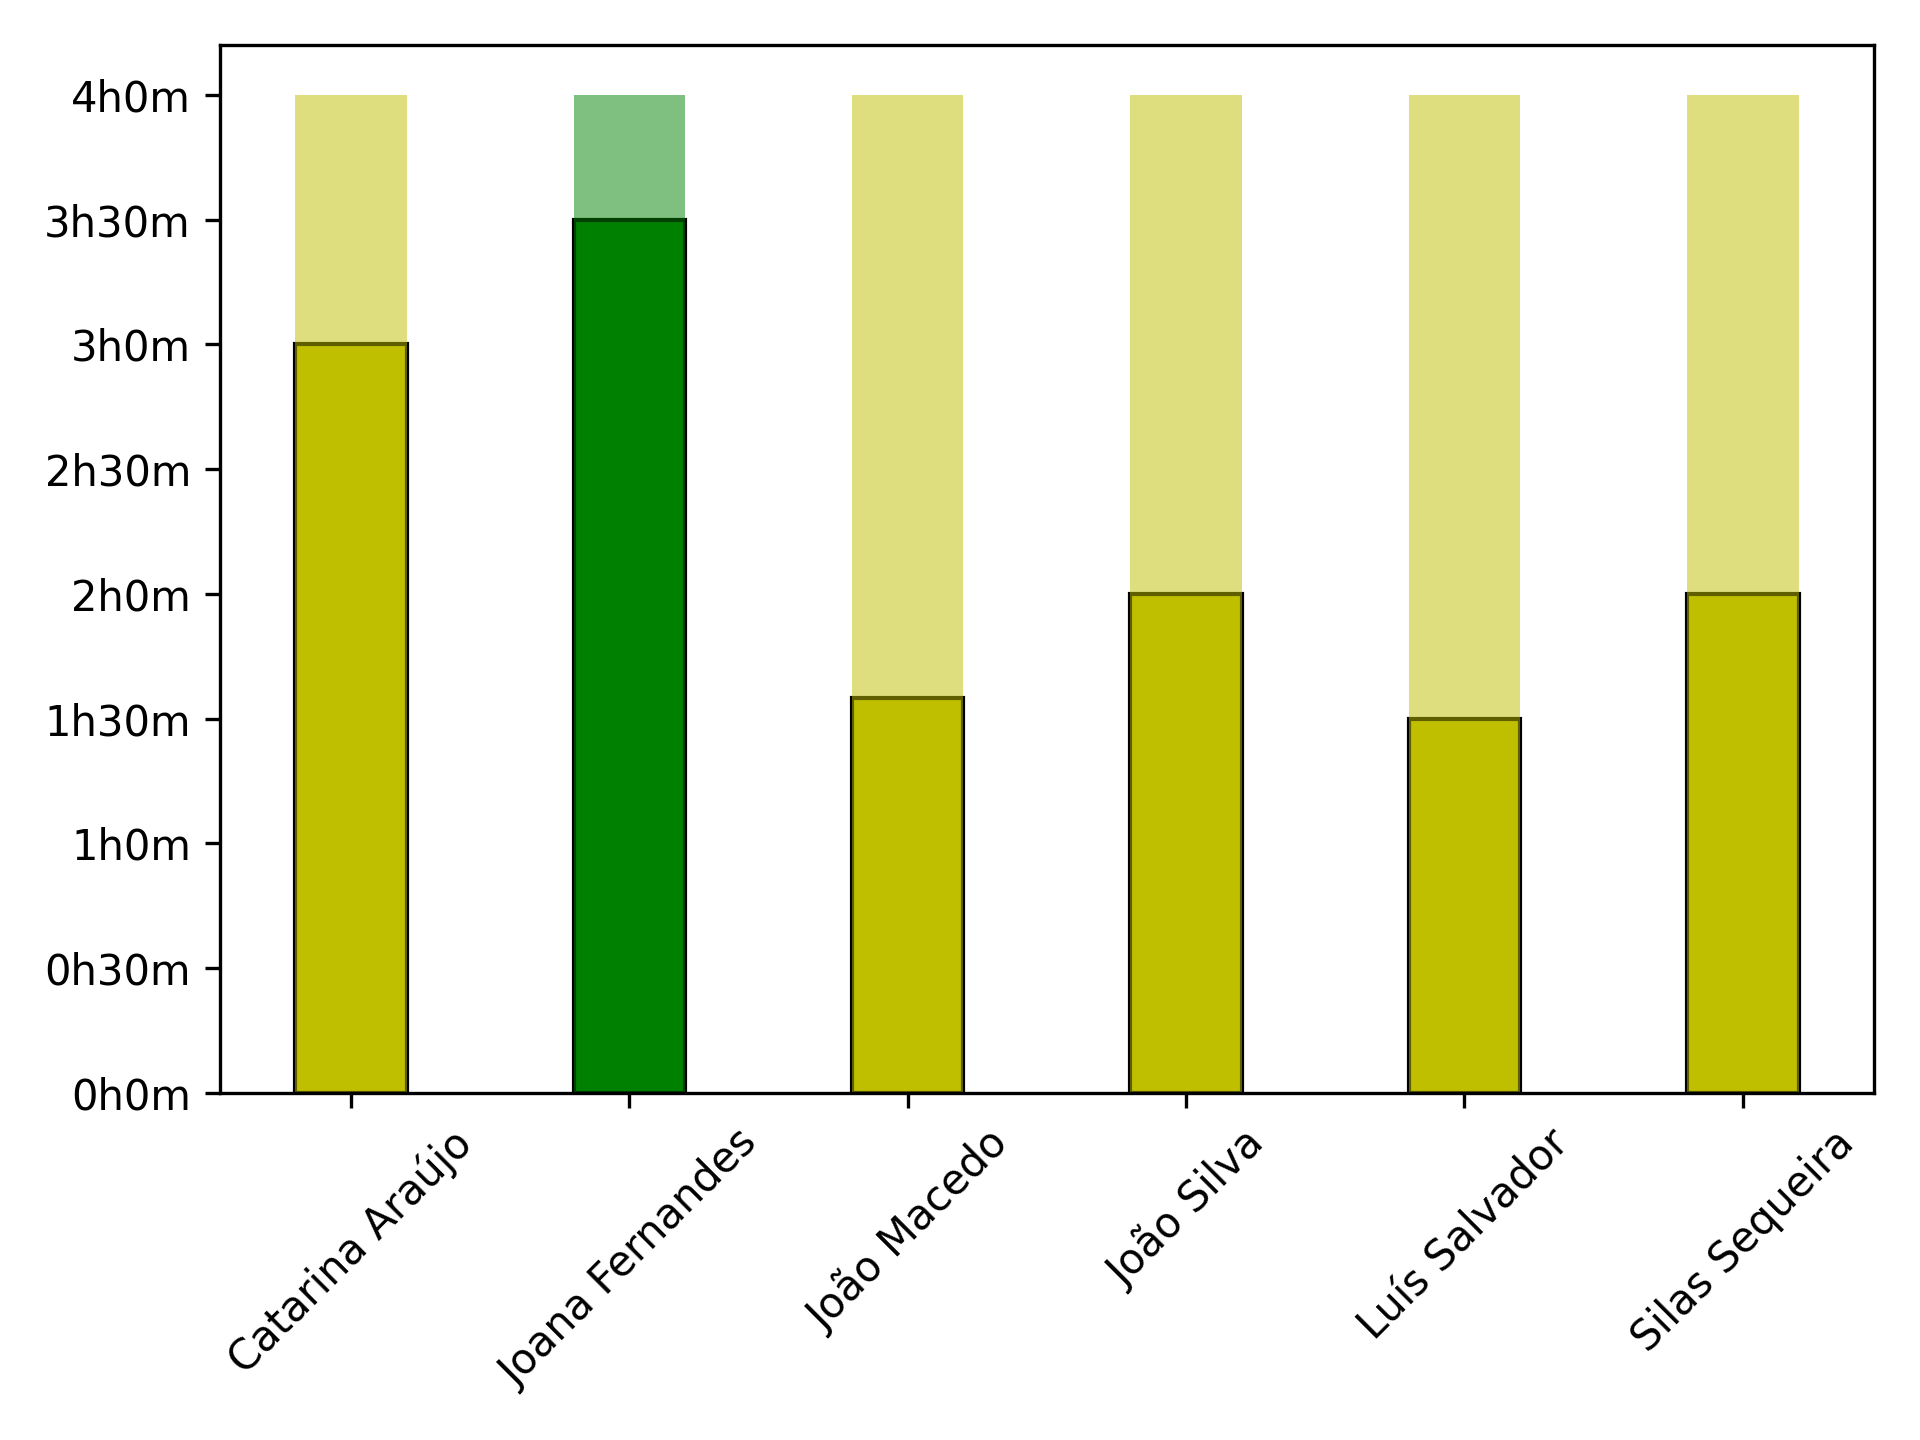 4h0m
3h30m
3h0m
2h30m
2h0m
1h30m
1h0m
0h30m
0h0m
Catarina Araújo
Joana Fernandes
João Macedo
João Silva
Luís Salvador
Silas Sequeira